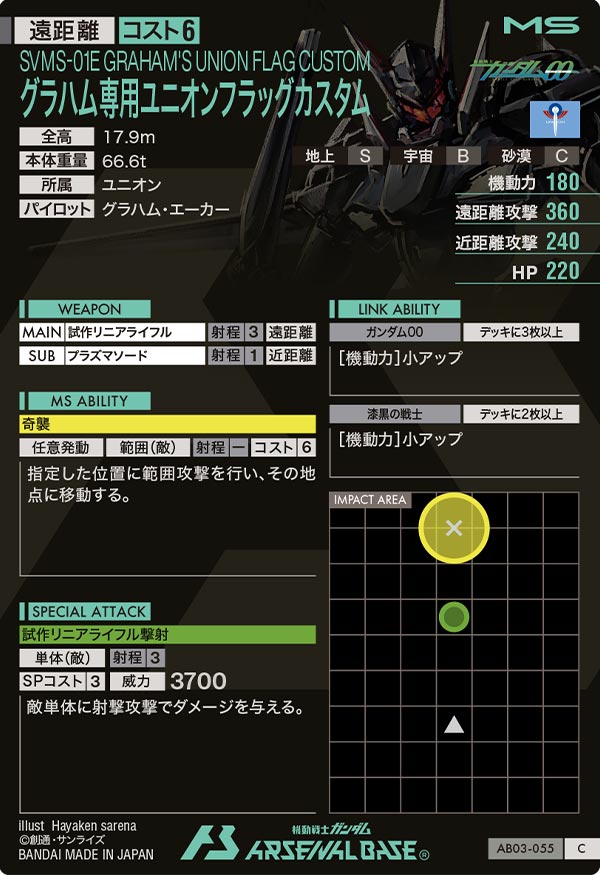 遠距離 コスト6 MS
SVMS-01E GRAHAM'S UNION FLAG CUSTOM
グラハム専用ユニオンフラッグカスタム ガンダム00
全高 17.9m
本体重量 66.6t
所属 ユニオン
パイロット グラハム・エーカー
地上 S 宇宙 B 砂漠 C
機動力 180
遠距離攻撃 360
近距離攻撃 240
HP 220
WEAPON
MAIN 試作リニアライフル 射程 3 遠距離
SUB プラズマソード 射程 1 近距離
MS ABILITY
奇襲
任意発動 範囲(敵) 射程 ー コスト 6
指定した位置に範囲攻撃を行い、その地
点に移動する。
SPECIAL ATTACK
試作リニアライフル撃射
単体(敵) 射程 3
SPコスト 3 威力 3700
敵単体に射撃攻撃でダメージを与える。
LINK ABILITY
ガンダム00 デッキに3枚以上
[機動力]小アップ
漆黒の戦士 デッキに2枚以上
[機動力]小アップ
IMPACT AREA
illust Hayaken sarena
©創通・サンライズ
BANDAI MADE IN JAPAN
機動戦士ガンダム
ARSENAL BASE®
AB03-055 C